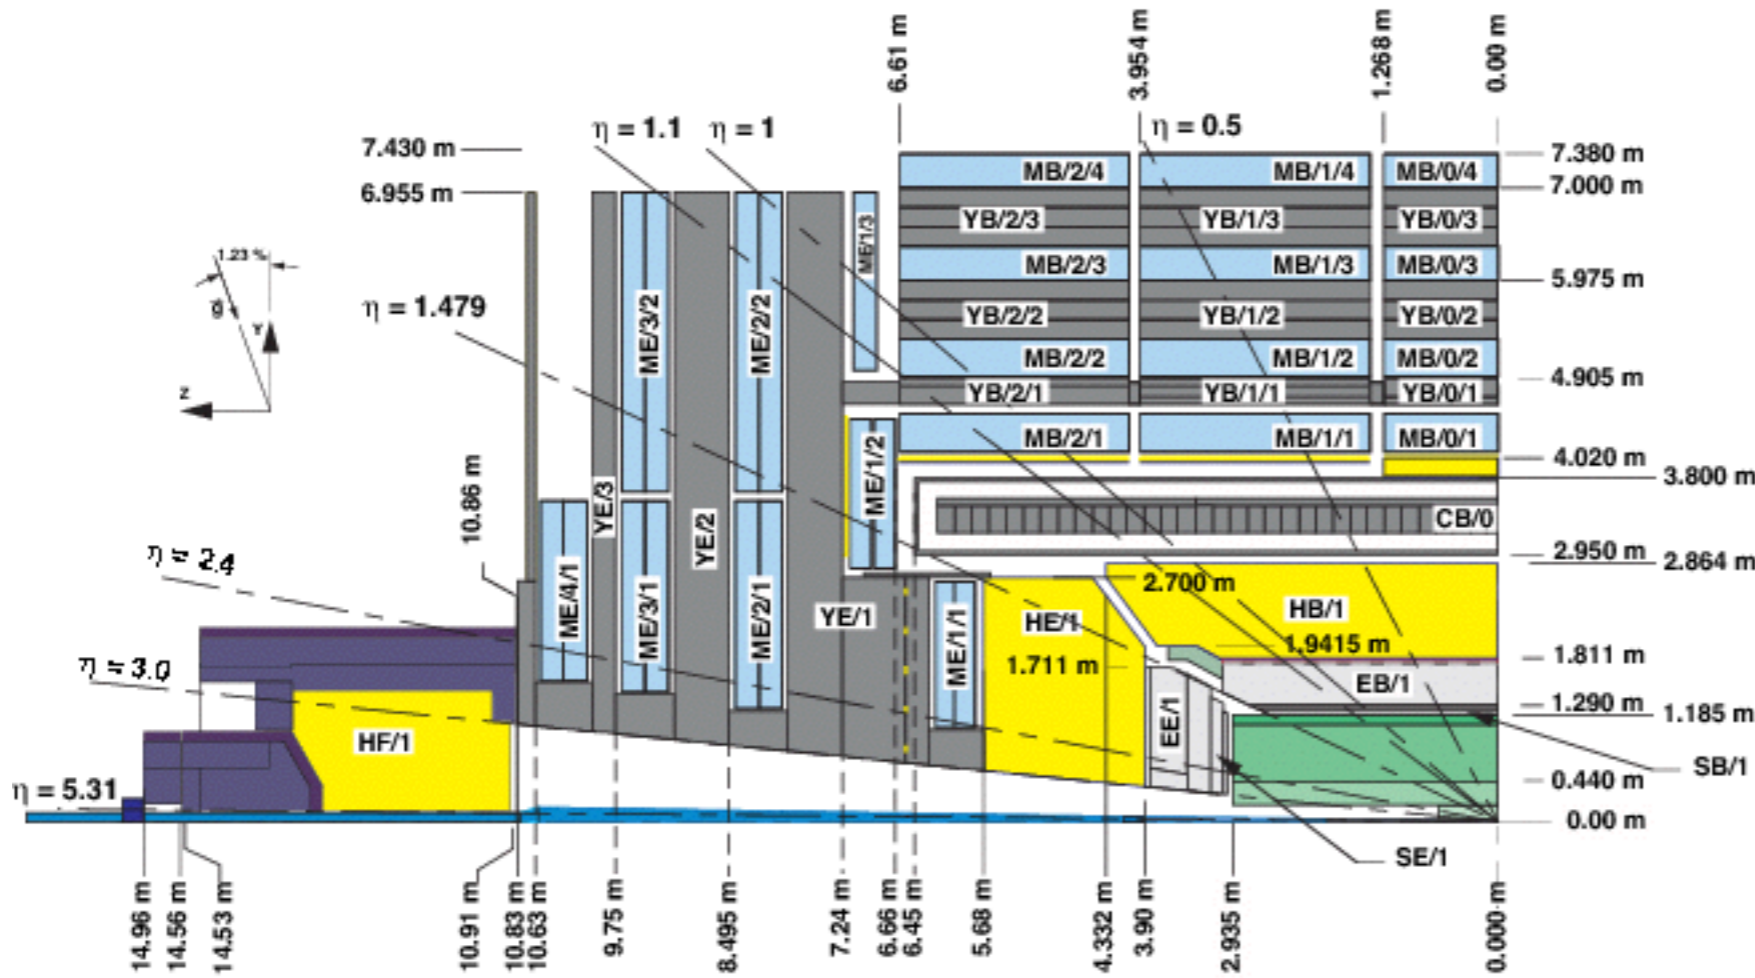 6.61 m
3.954 m
1.268 m
0.00 m
η = 1.1
η = 1
η = 0.5
7.430 m
6.955 m
7.380 m
7.000 m
5.975 m
4.905 m
4.020 m
3.800 m
2.950 m
2.864 m
1.811 m
1.290 m
1.185 m
0.440 m
0.00 m
MB/2/4
MB/1/4
MB/0/4
YB/2/3
YB/1/3
YB/0/3
MB/2/3
MB/1/3
MB/0/3
YB/2/2
YB/1/2
YB/0/2
MB/2/2
MB/1/2
MB/0/2
YB/2/1
YB/1/1
YB/0/1
MB/2/1
MB/1/1
MB/0/1
1.23 %
g
Y
Z
η = 1.479
ME/3/2
ME/2/2
ME/1/3
ME/1/2
10.86 m
YE/3
YE/2
CB/0
η = 2.4
ME/4/1
ME/3/1
ME/2/1
YE/1
ME/1/1
HE/1
2.700 m
HB/1
1.9415 m
1.711 m
EB/1
EE/1
η = 3.0
HF/1
SB/1
η = 5.31
SE/1
14.96 m
14.56 m
14.53 m
10.91 m
10.83 m
10.63 m
9.75 m
8.495 m
7.24 m
6.66 m
6.45 m
5.68 m
4.332 m
3.90 m
2.935 m
0.000 m